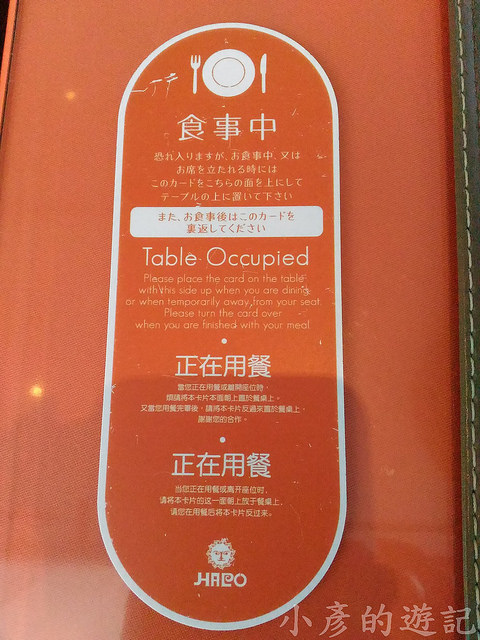 食事中
恐れ入りますが、お食事中、又は
お席を立たれる時には
このカードをこちらの面を上にして
テーブルの上に置いて下さい
また、お食事後はこのカードを
裏返してください
Table Occupied
Please place the card on the table
with this side up when you are dining
or when temporarily away from your seat.
Please turn the card over
when you are finished with your meal
正在用餐
當您正在用餐或離開座位時,
煩請將本卡片本面朝上置於餐桌上。
又當您用餐完畢後,請將本卡片反過來置於餐桌上,
謝謝您的合作。
正在用餐
当您正在用餐或离开座位时,
请将本卡片的这一面朝上放于餐桌上,
请您在用餐后将本卡片反过来。
HAPO
小彥的遊記